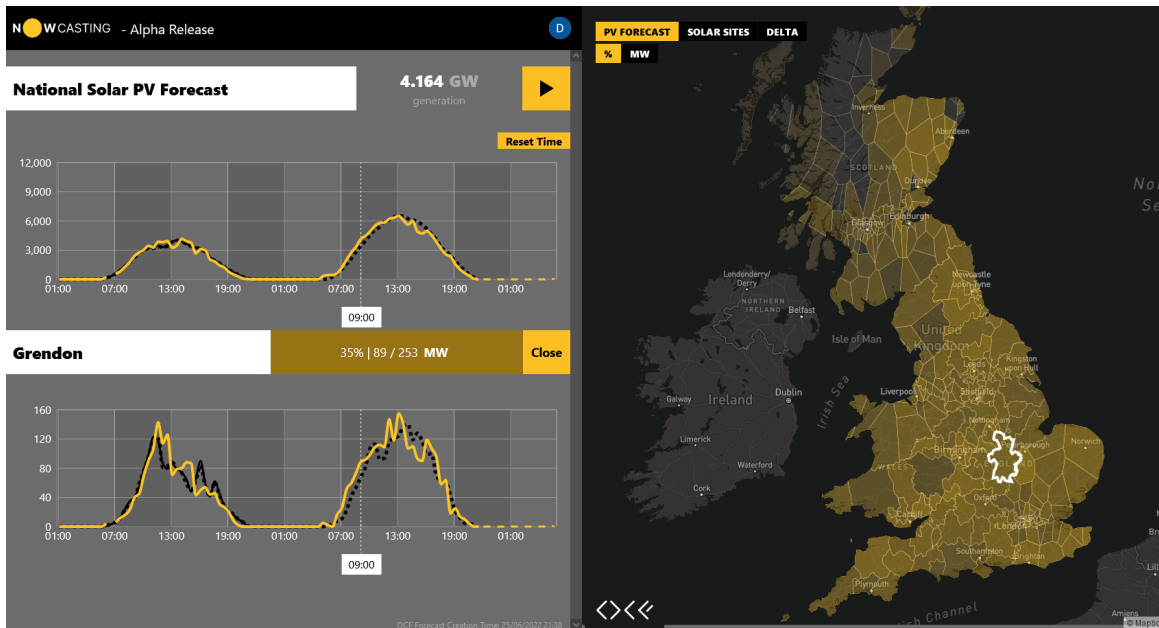 NOWCASTING - Alpha Release
D
National Solar PV Forecast
4.164 GW
generation
Reset Time
12,000
9,000
6,000
3,000
0
01:00 07:00 13:00 19:00 01:00 07:00 13:00 19:00 01:00
09:00
Grendon
35% | 89 / 253 MW
Close
160
120
80
40
0
01:00 07:00 13:00 19:00 01:00 07:00 13:00 19:00 01:00
09:00
OCF Forecast Creation Time: 25/06/2022 21:38
PV FORECAST SOLAR SITES DELTA
% MW
Inverness
Aberdeen
SCOTLAND
Dundee
Glasgow
Edinburgh
Londonderry/
Derry
NORTHERN
IRELAND
Belfast
Newcastle
upon Tyne
Isle of Man
United
Kingdom
Leeds
Kingston
upon Hull
Irish Sea
Liverpool
Sheffield
Galway
Ireland
Dublin
Nottingham
Limerick
Birmingham
Norwich
Waterford
WALES
Cork
Oxford
Cardiff
London
Southampton
Brighton
Plymouth
Amiens
© Mapbo